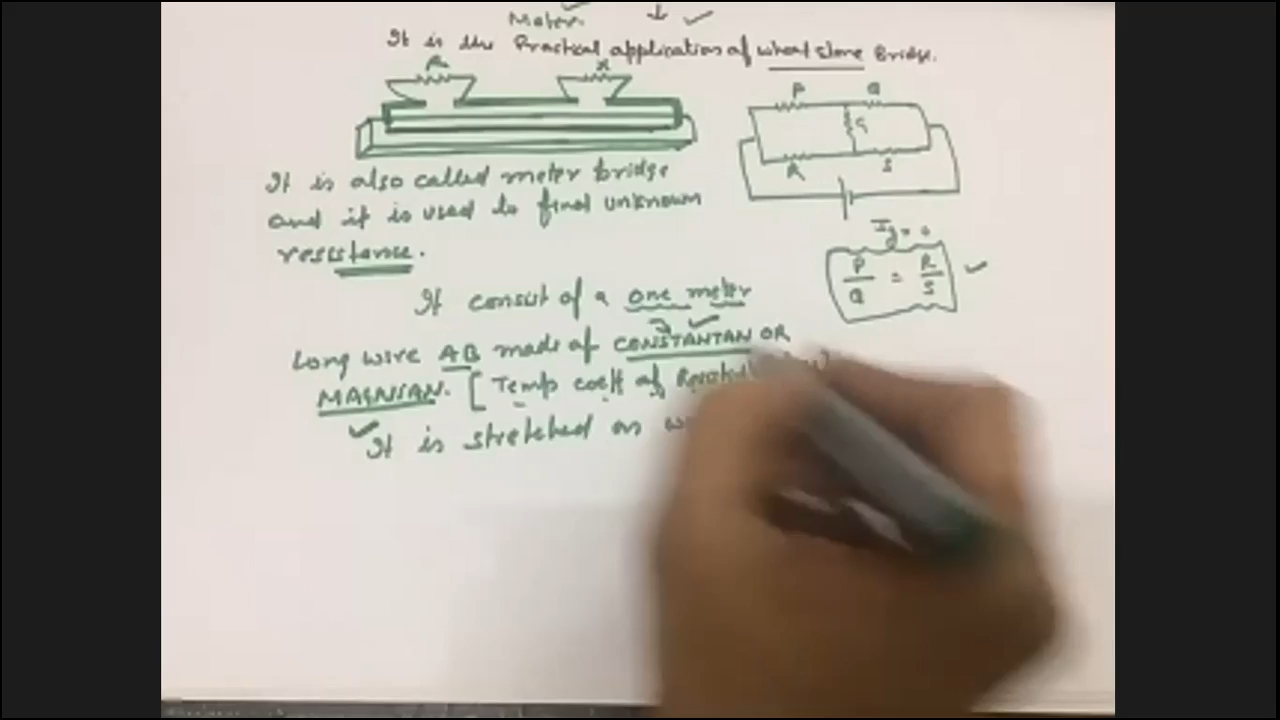 Meter
It is the Practical application of wheat stone Bridge.
R X
P Q
G
R S
It is also called meter bridge
and it is used to find unknown
resistance.
Ig = 0
P/Q = R/S
It consist of a one meter
long wire AB made of CONSTANTAN OR
MAGNIAN. [Temp coeff of
It is stretched on